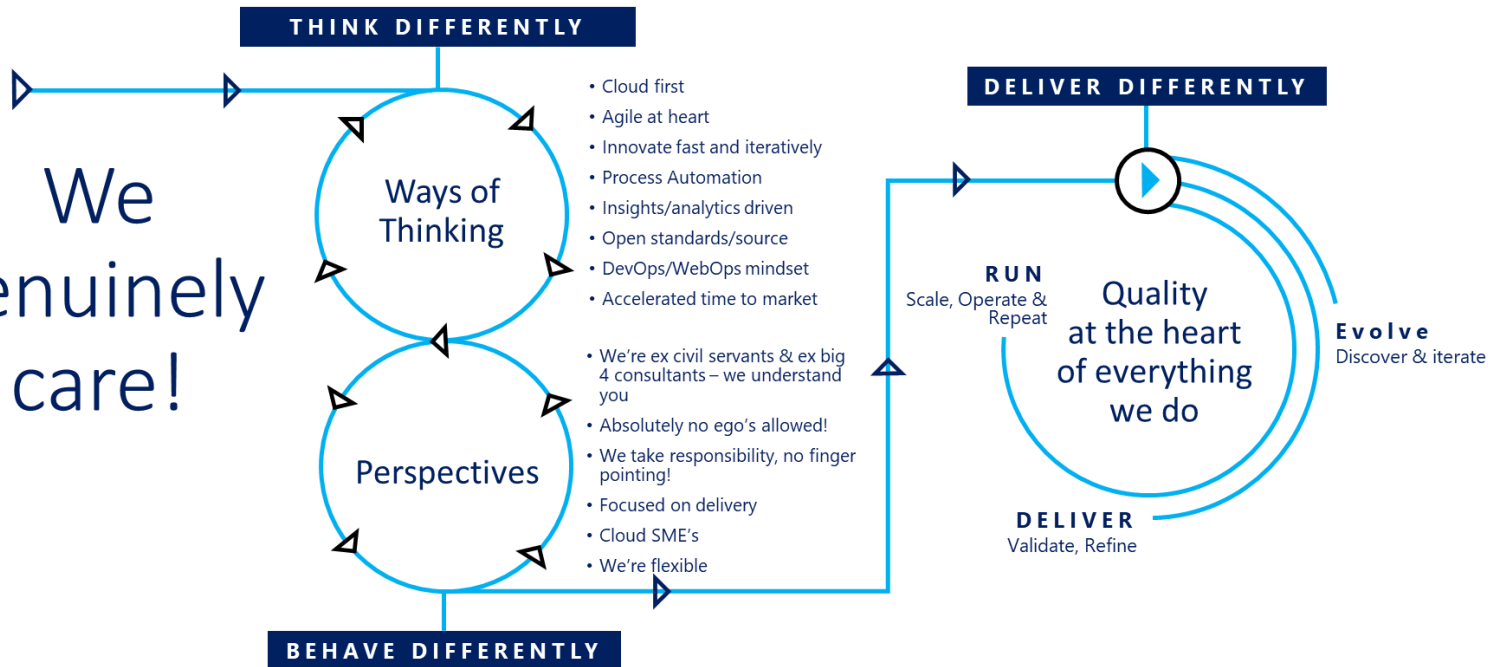 THINK DIFFERENTLY
We
enuinely
care!
Ways of
Thinking
• Cloud first
• Agile at heart
• Innovate fast and iteratively
• Process Automation
• Insights/analytics driven
• Open standards/source
• DevOps/WebOps mindset
• Accelerated time to market
Perspectives
• We're ex civil servants & ex big
4 consultants – we understand
you
• Absolutely no ego's allowed!
• We take responsibility, no finger
pointing!
• Focused on delivery
• Cloud SME's
• We're flexible
BEHAVE DIFFERENTLY
DELIVER DIFFERENTLY
RUN
Scale, Operate &
Repeat
Quality
at the heart
of everything
we do
Evolve
Discover & iterate
DELIVER
Validate, Refine